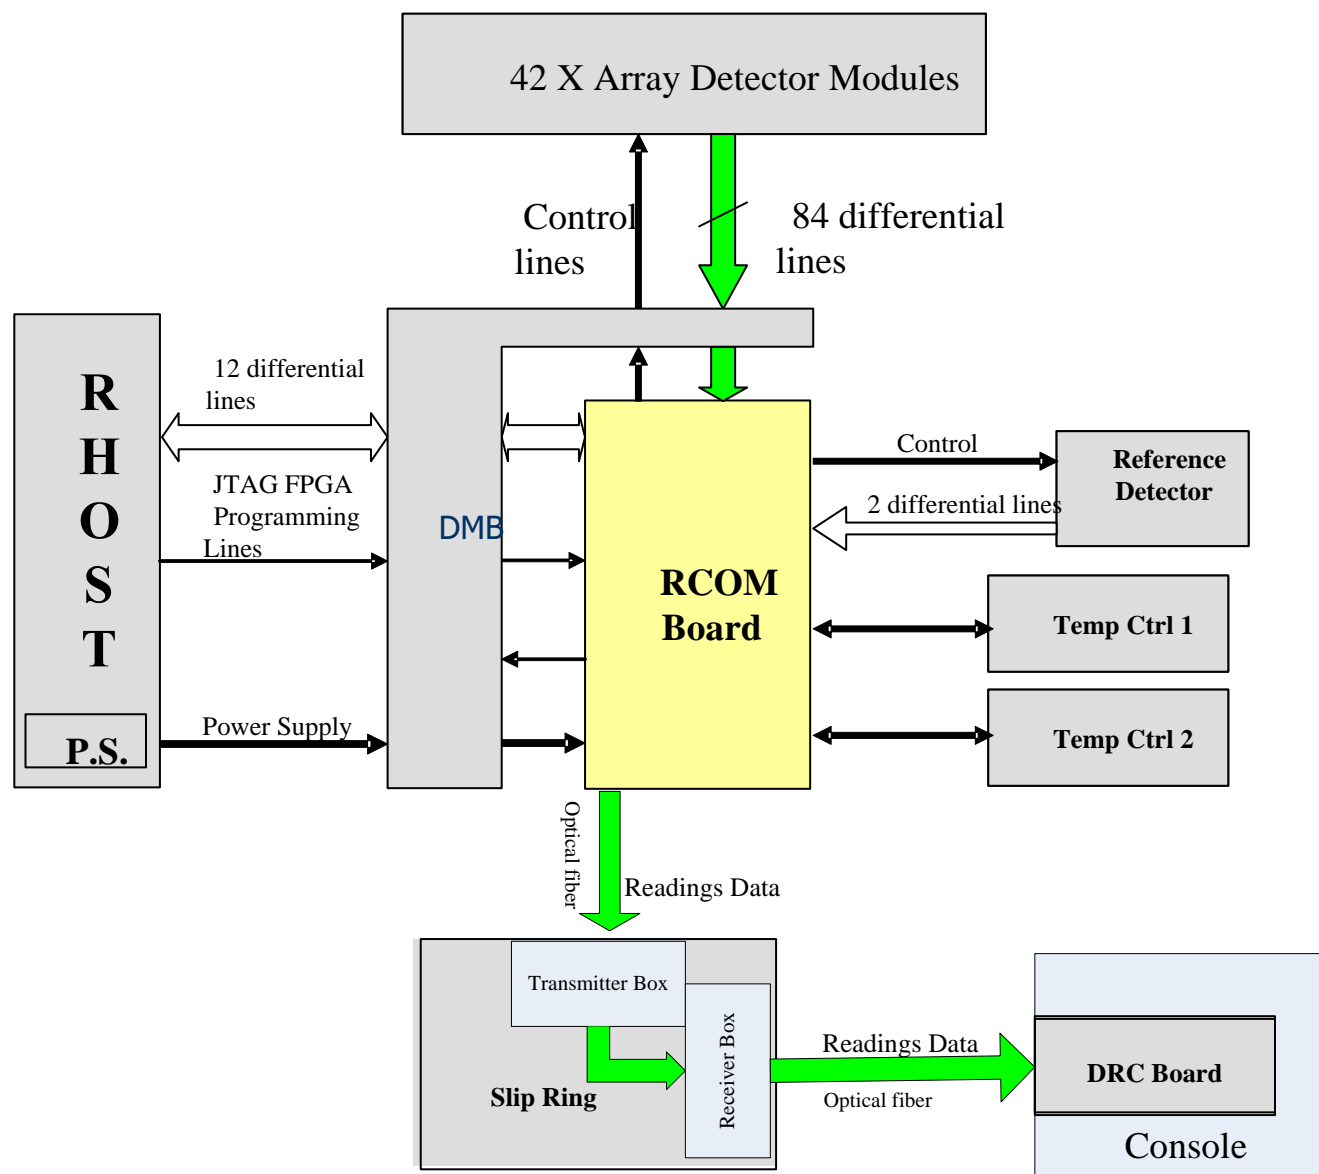 42 X Array Detector Modules
Control
lines
84 differential
lines
12 differential
lines
R
H
O
S
T
JTAG FPGA
Programming
Lines
DMB
Control
Reference
Detector
2 differential lines
RCOM
Board
Temp Ctrl 1
Temp Ctrl 2
Power Supply
P.S.
Optical fiber
Readings Data
Transmitter Box
Receiver Box
Slip Ring
Readings Data
Optical fiber
DRC Board
Console